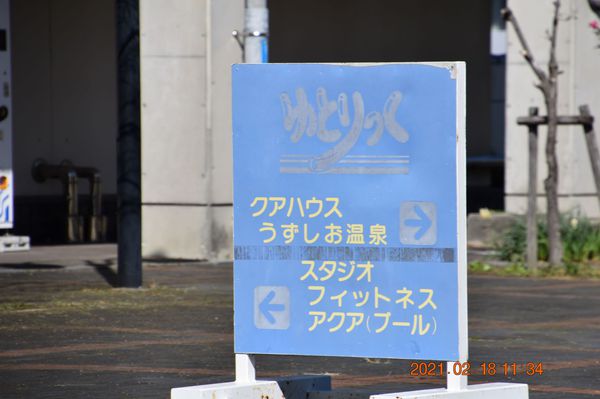 ゆとりっく
クアハウス
うずしお温泉
スタジオ
フィットネス
アクア(プール)
2021.02.18 11:34